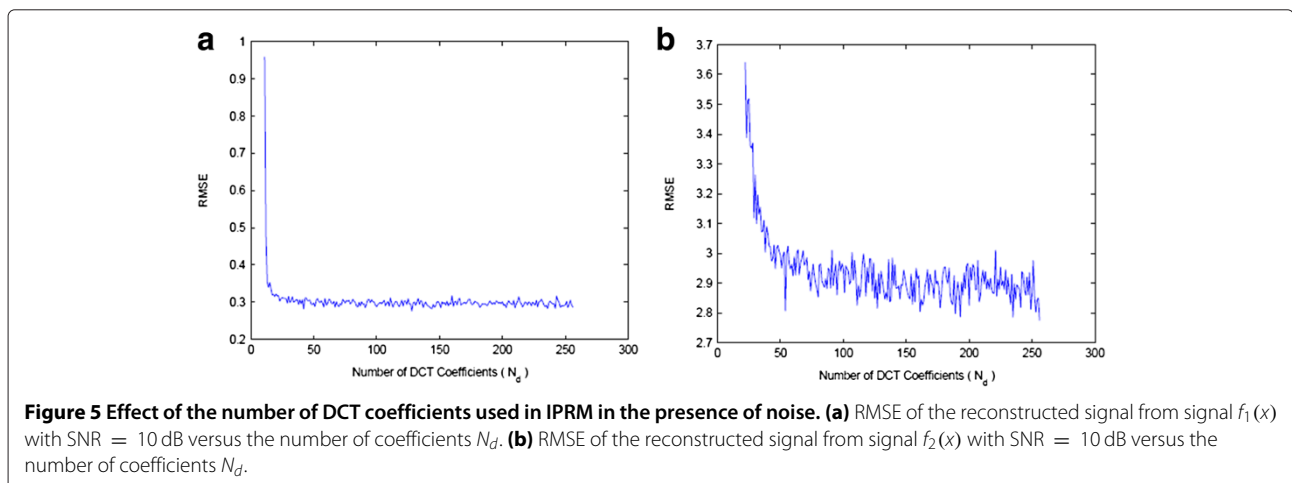 a
1
0.9
0.8
0.7
0.6
0.5
0.4
0.3
0.2
RMSE
0 50 100 150 200 250 300
Number of DCT Coefficients ( N_d )
b
3.7
3.6
3.5
3.4
3.3
3.2
3.1
3
2.9
2.8
2.7
RMSE
0 50 100 150 200 250 300
Number of DCT Coefficients ( N_d )
Figure 5 Effect of the number of DCT coefficients used in IPRM in the presence of noise. (a) RMSE of the reconstructed signal from signal f₁(x)
with SNR = 10 dB versus the number of coefficients N_d. (b) RMSE of the reconstructed signal from signal f₂(x) with SNR = 10 dB versus the
number of coefficients N_d.